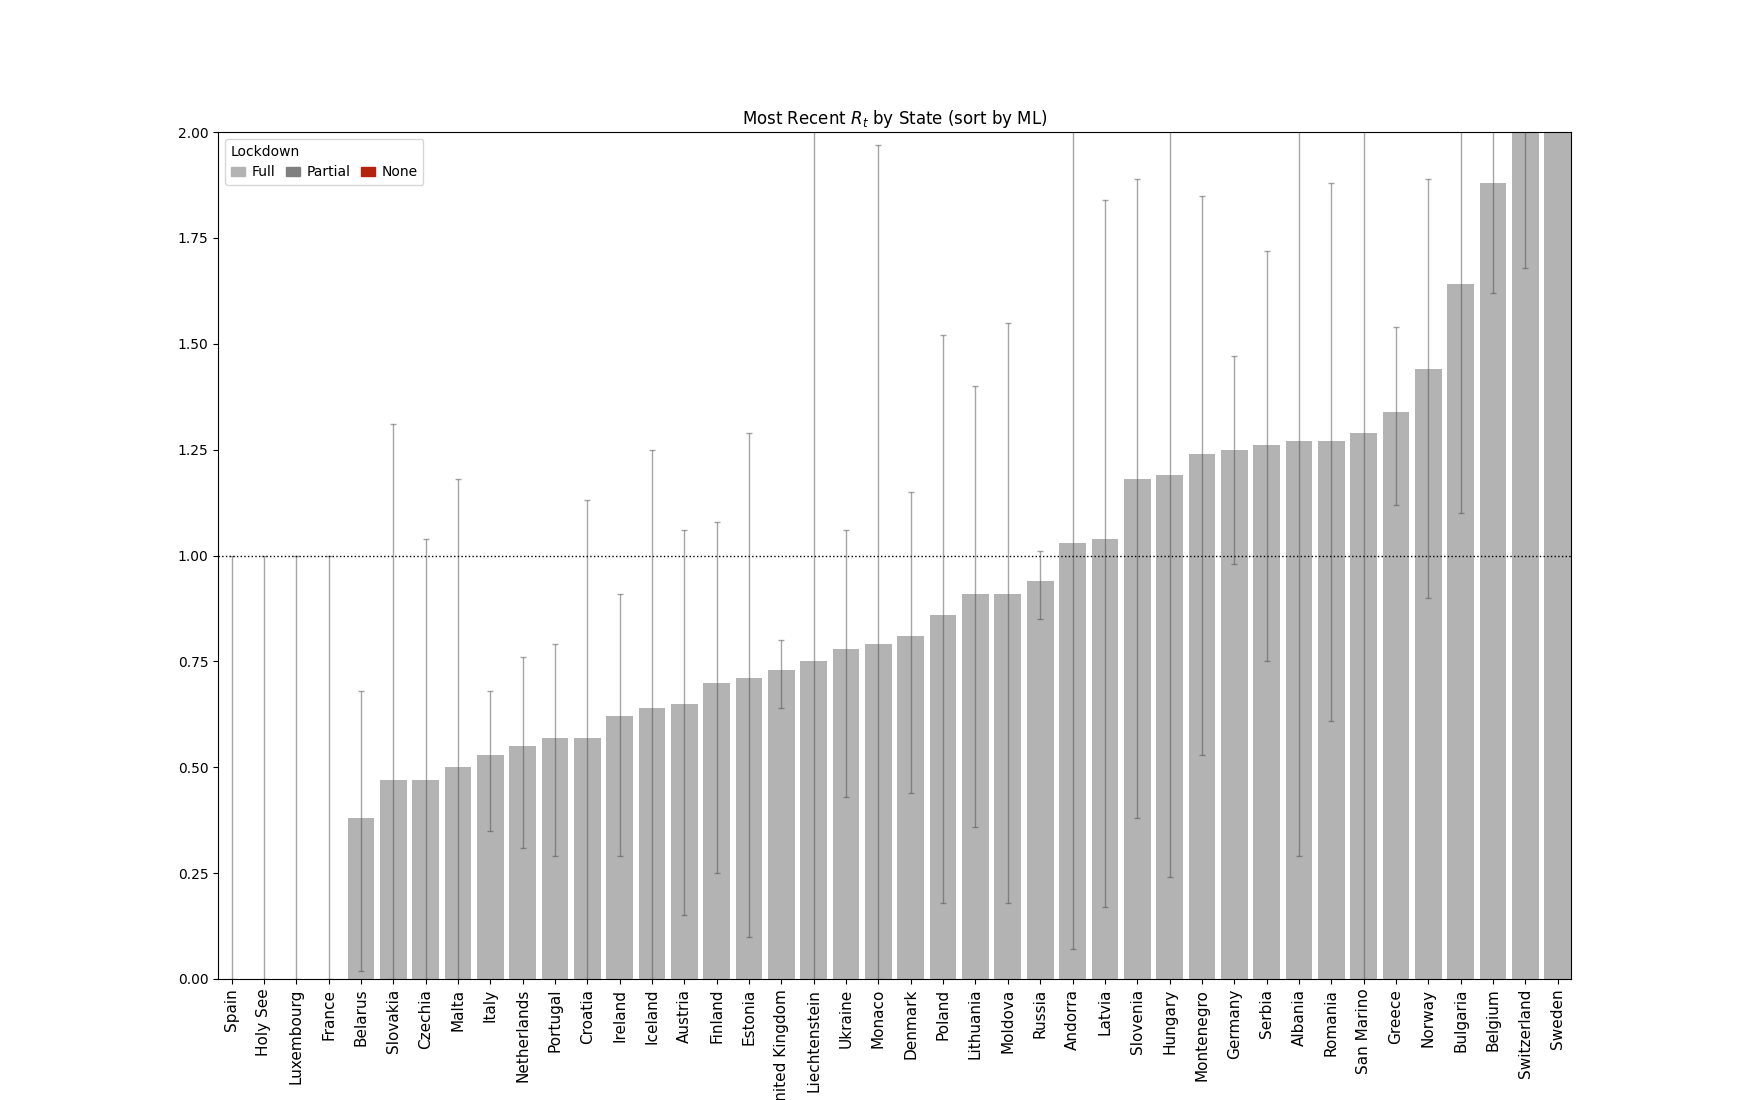 Most Recent Rt by State (sort by ML)
2.00
Lockdown
Full Partial None
1.75
1.50
1.25
1.00
0.75
0.50
0.25
0.00
Spain
Holy See
Luxembourg
France
Belarus
Slovakia
Czechia
Malta
Italy
Netherlands
Portugal
Croatia
Ireland
Iceland
Austria
Finland
Estonia
nited Kingdom
Liechtenstein
Ukraine
Monaco
Denmark
Poland
Lithuania
Moldova
Russia
Andorra
Latvia
Slovenia
Hungary
Montenegro
Germany
Serbia
Albania
Romania
San Marino
Greece
Norway
Bulgaria
Belgium
Switzerland
Sweden